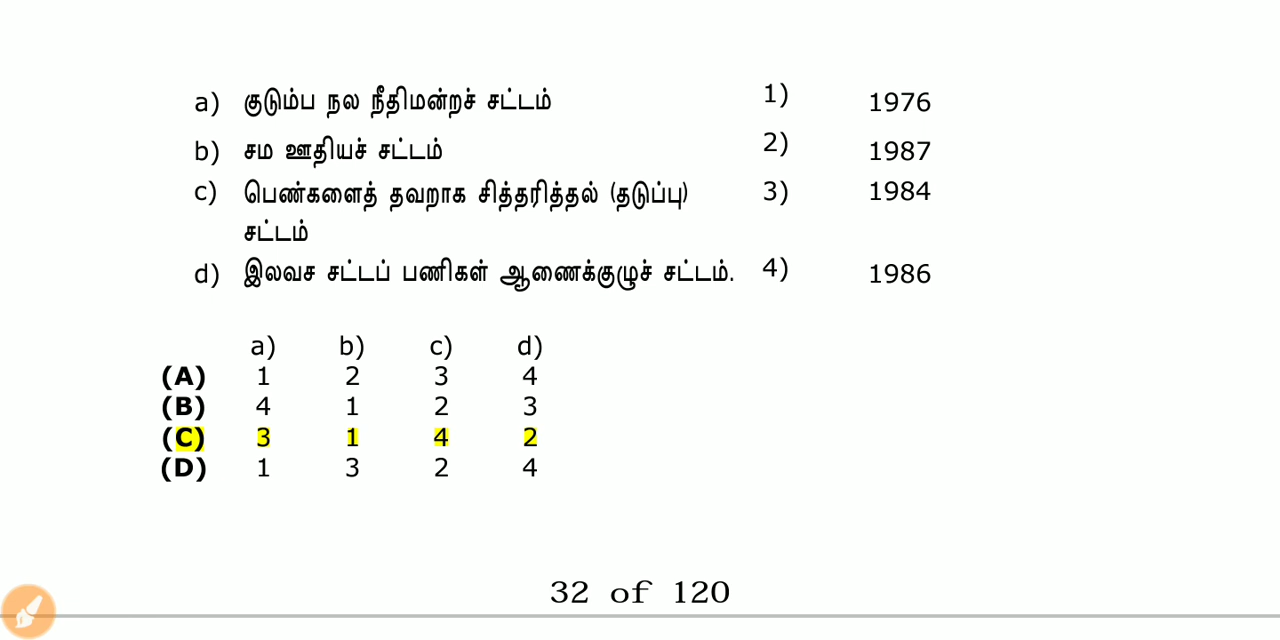 a) குடும்ப நல நீதிமன்றச் சட்டம் 1) 1976
b) சம ஊதியச் சட்டம் 2) 1987
c) பெண்களைத் தவறாக சித்தரித்தல் (தடுப்பு) 3) 1984
சட்டம்
d) இலவச சட்டப் பணிகள் ஆணைக்குழுச் சட்டம். 4) 1986
a) b) c) d)
(A) 1 2 3 4
(B) 4 1 2 3
(C) 3 1 4 2
(D) 1 3 2 4
32 of 120